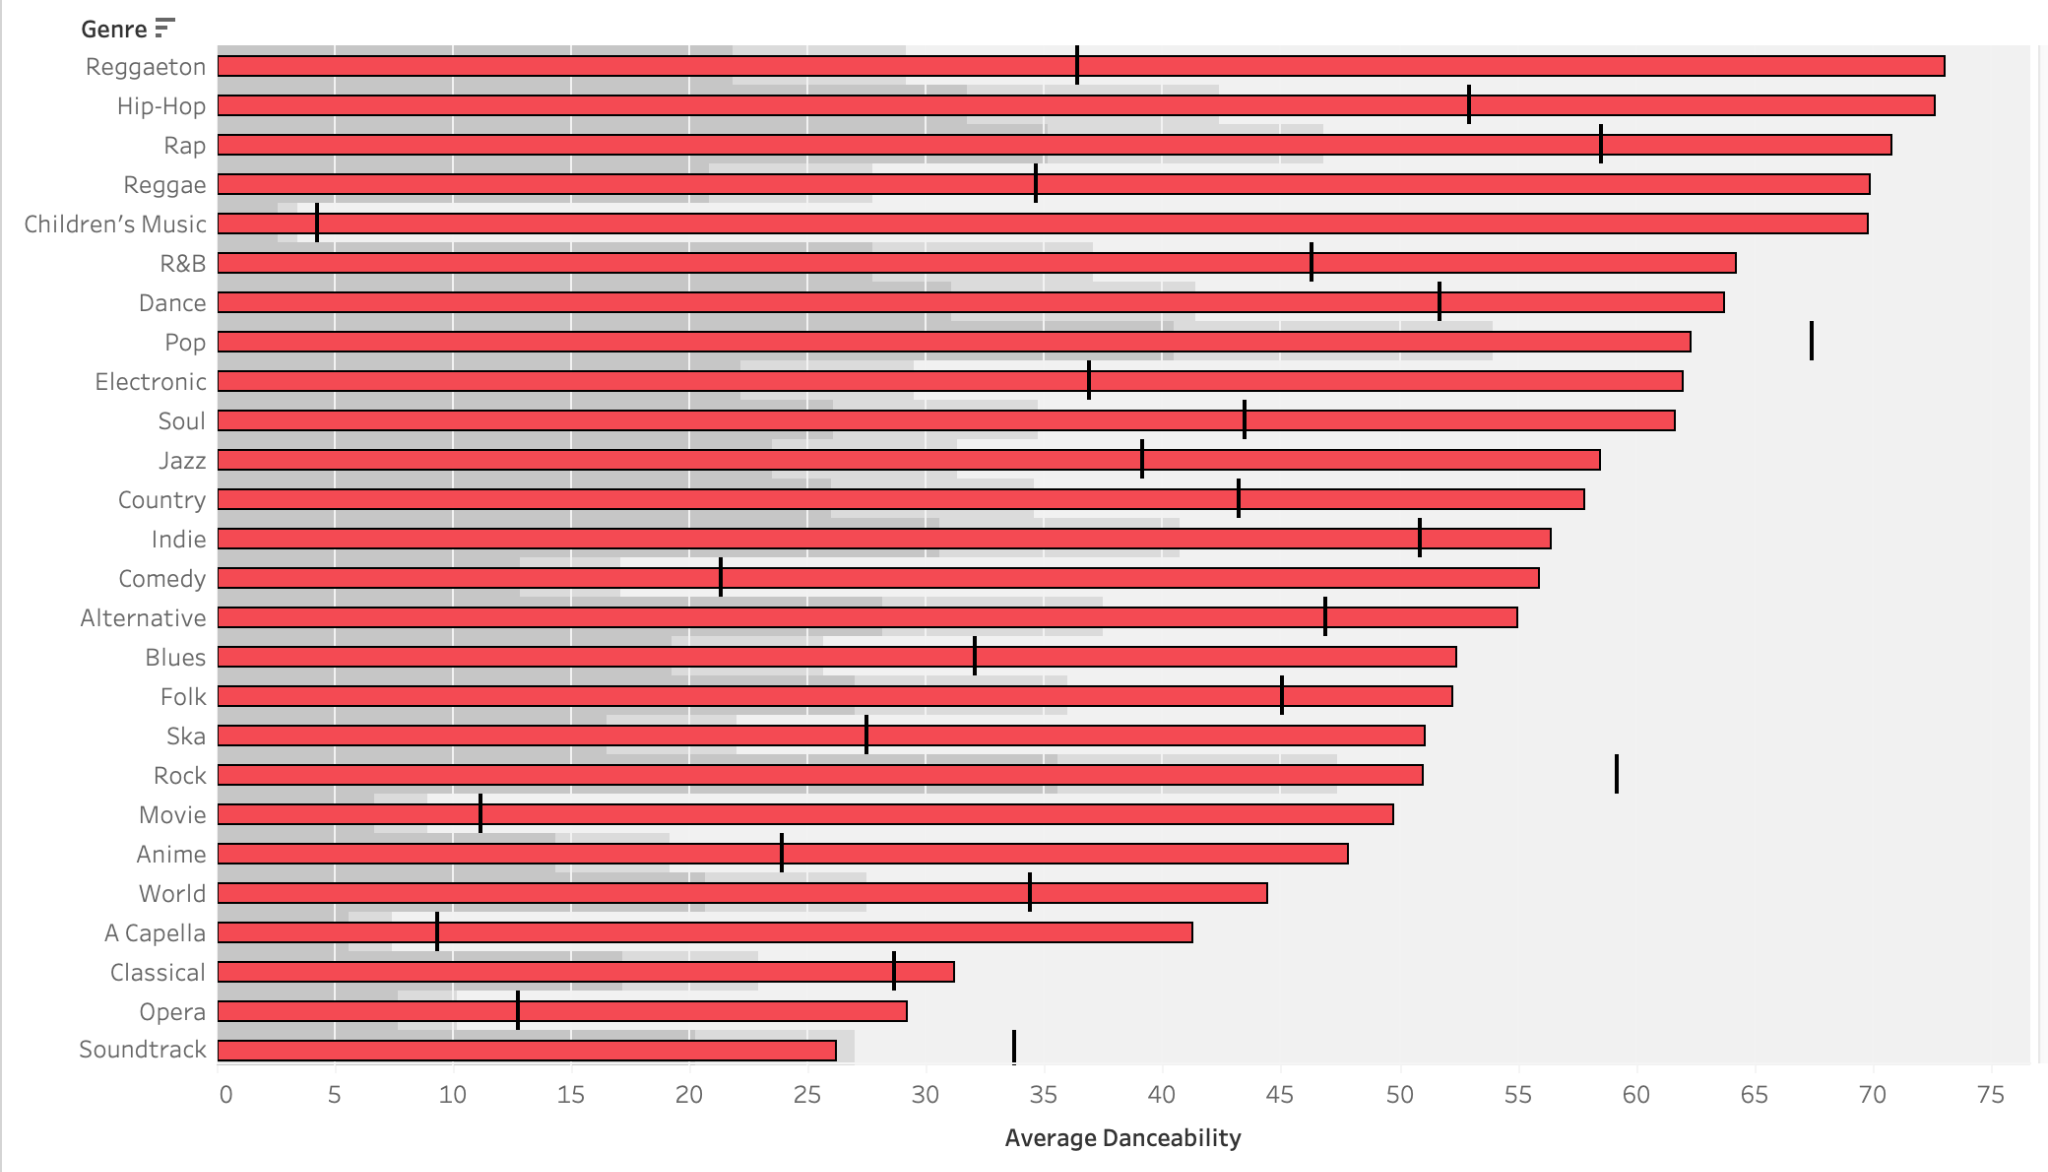 Genre
Reggaeton
Hip-Hop
Rap
Reggae
Children’s Music
R&B
Dance
Pop
Electronic
Soul
Jazz
Country
Indie
Comedy
Alternative
Blues
Folk
Ska
Rock
Movie
Anime
World
A Capella
Classical
Opera
Soundtrack
0 5 10 15 20 25 30 35 40 45 50 55 60 65 70 75
Average Danceability